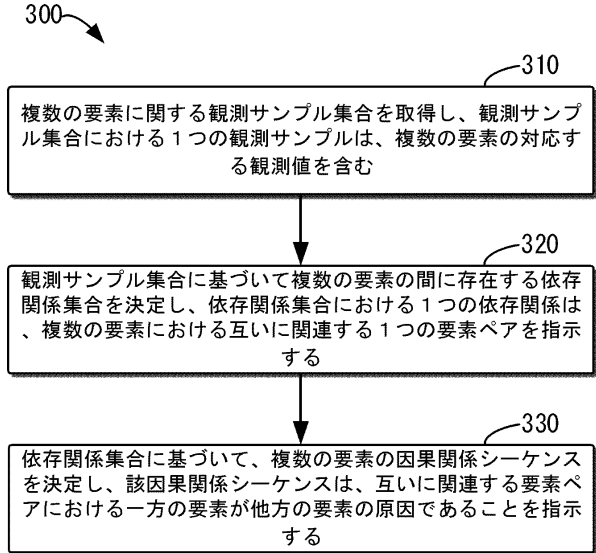 300
310
複数の要素に関する観測サンプル集合を取得し、観測サンプ
ル集合における１つの観測サンプルは、複数の要素の対応す
る観測値を含む
320
観測サンプル集合に基づいて複数の要素の間に存在する依存
関係集合を決定し、依存関係集合における１つの依存関係は
、複数の要素における互いに関連する１つの要素ペアを指示
する
330
依存関係集合に基づいて、複数の要素の因果関係シーケンス
を決定し、該因果関係シーケンスは、互いに関連する要素ペ
アにおける一方の要素が他方の要素の原因であることを指示
する